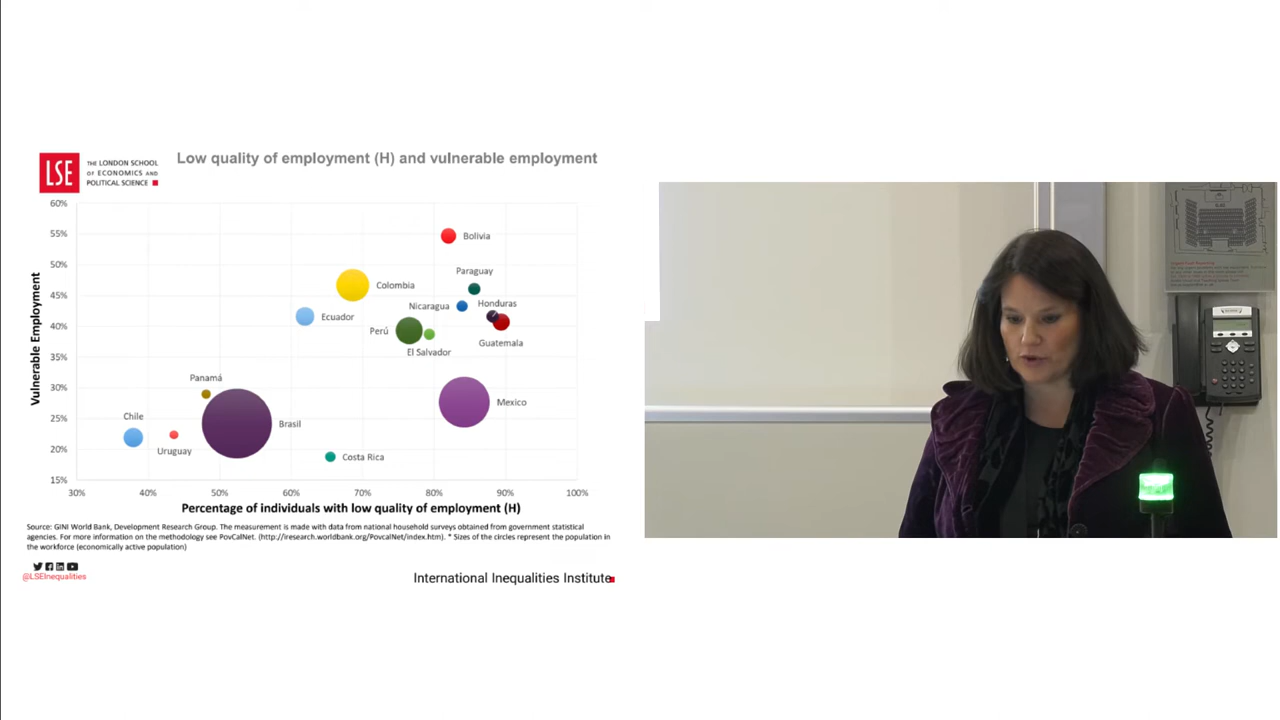 LSE
THE LONDON SCHOOL
OF ECONOMICS AND
POLITICAL SCIENCE
Low quality of employment (H) and vulnerable employment
60%
55%
50%
45%
40%
35%
30%
25%
20%
15%
Vulnerable Employment
Bolivia
Paraguay
Colombia
Nicaragua
Honduras
Ecuador
Perú
El Salvador
Guatemala
Panamá
Mexico
Chile
Brasil
Uruguay
Costa Rica
30%
40%
50%
60%
70%
80%
90%
100%
Percentage of individuals with low quality of employment (H)
Source: GINI World Bank, Development Research Group. The measurement is made with data from national household surveys obtained from government statistical
agencies. For more information on the methodology see PovCalNet. (http://iresearch.worldbank.org/PovcalNet/index.htm). * Sizes of the circles represent the population in
the workforce (economically active population)
@LSEInequalities
International Inequalities Institute